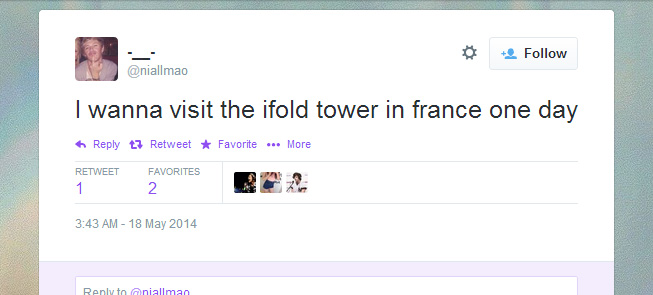 -__-
@niallmao
Follow
I wanna visit the ifold tower in france one day
Reply Retweet Favorite More
RETWEET FAVORITES
1 2
3:43 AM - 18 May 2014
Reply to @niallmao